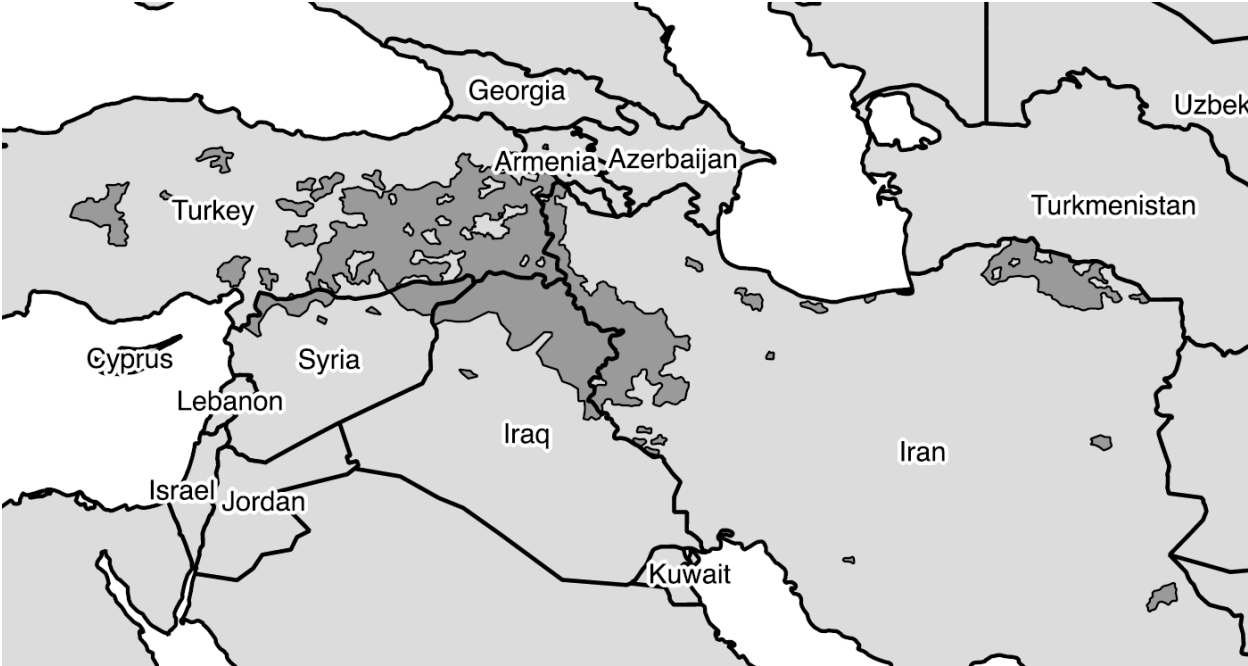 Georgia
Uzbek
Armenia
Azerbaijan
Turkey
Turkmenistan
Cyprus
Syria
Lebanon
Iraq
Iran
Israel
Jordan
Kuwait